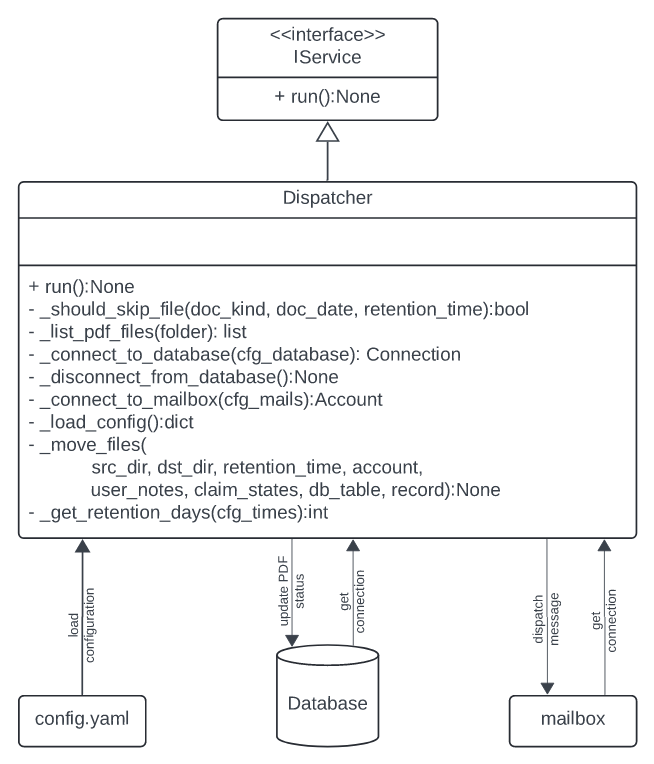 <<interface>>
IService
+ run():None
Dispatcher
+ run():None
- _should_skip_file(doc_kind, doc_date, retention_time):bool
- _list_pdf_files(folder): list
- _connect_to_database(cfg_database): Connection
- _disconnect_from_database():None
- _connect_to_mailbox(cfg_mails):Account
- _load_config():dict
- _move_files(
src_dir, dst_dir, retention_time, account,
user_notes, claim_states, db_table, record):None
- _get_retention_days(cfg_times):int
load
configuration
update PDF
status
get
connection
dispatch
message
get
connection
config.yaml
Database
mailbox